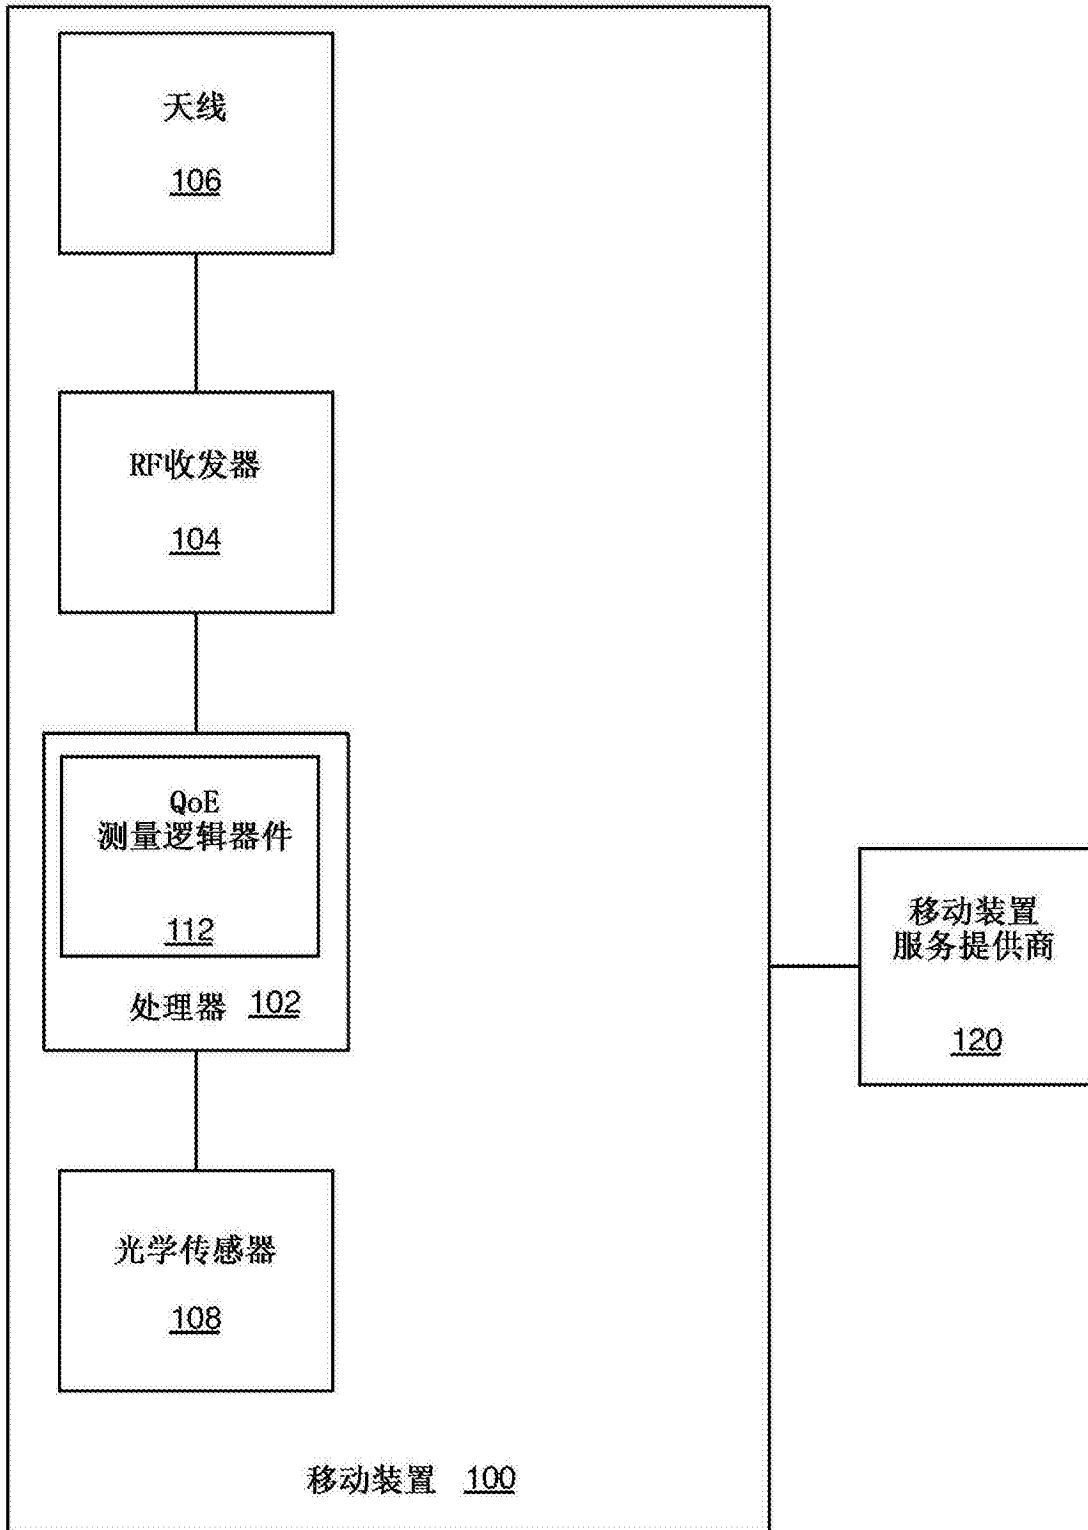 天线
106
RF收发器
104
QoE
测量逻辑器件
112
处理器 102
移动装置
服务提供商
120
光学传感器
108
移动装置 100